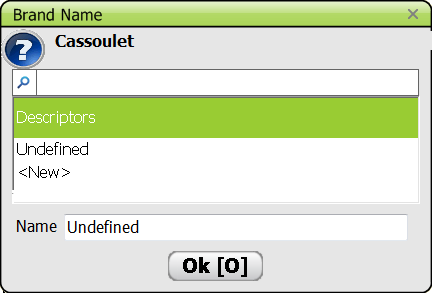 Brand Name
Cassoulet
Descriptors
Undefined
<New>
Name Undefined
Ok [O]